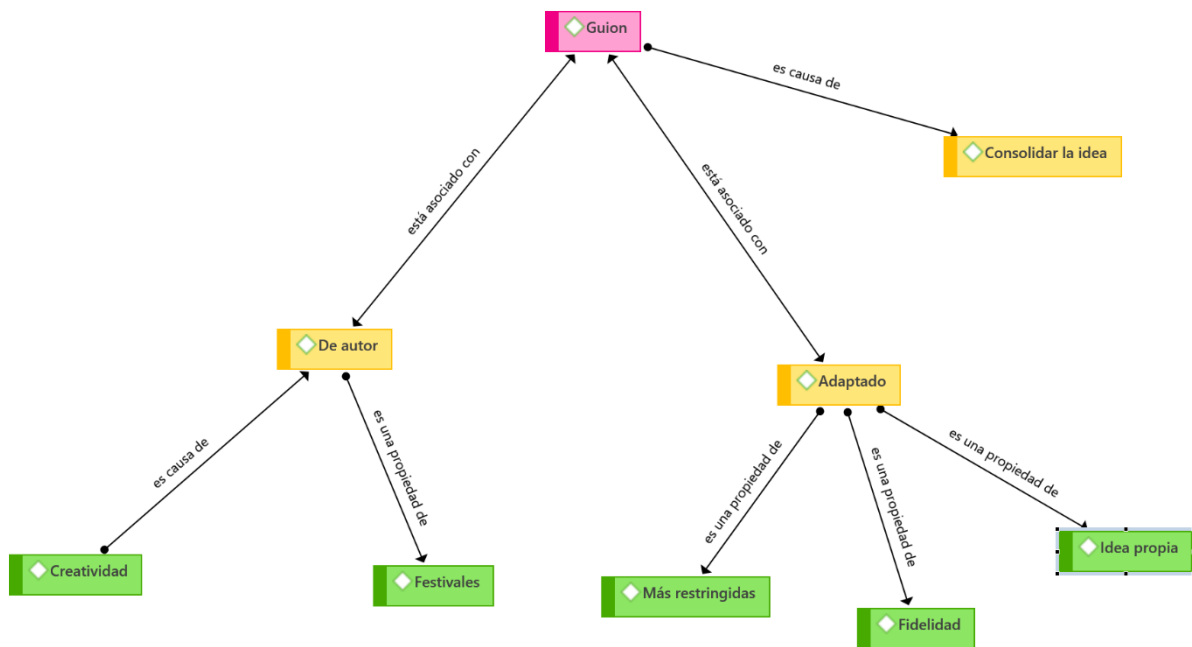 Guion
es causa de
Consolidar la idea
está asociado con
está asociado con
De autor
Adaptado
es causa de
es una propiedad de
es una propiedad de
es una propiedad de
es una propiedad de
Creatividad
Festivales
Más restringidas
Fidelidad
Idea propia